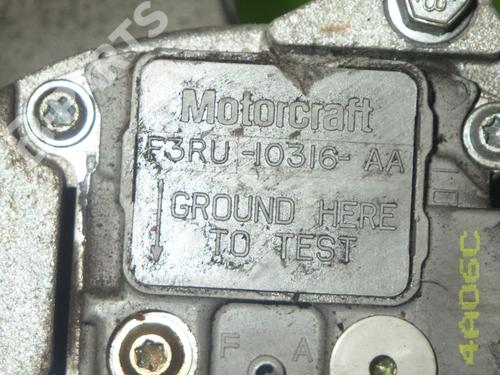 Motorcraft
F3RU-10316-AA
GROUND HERE
TO TEST
F A
4A06C